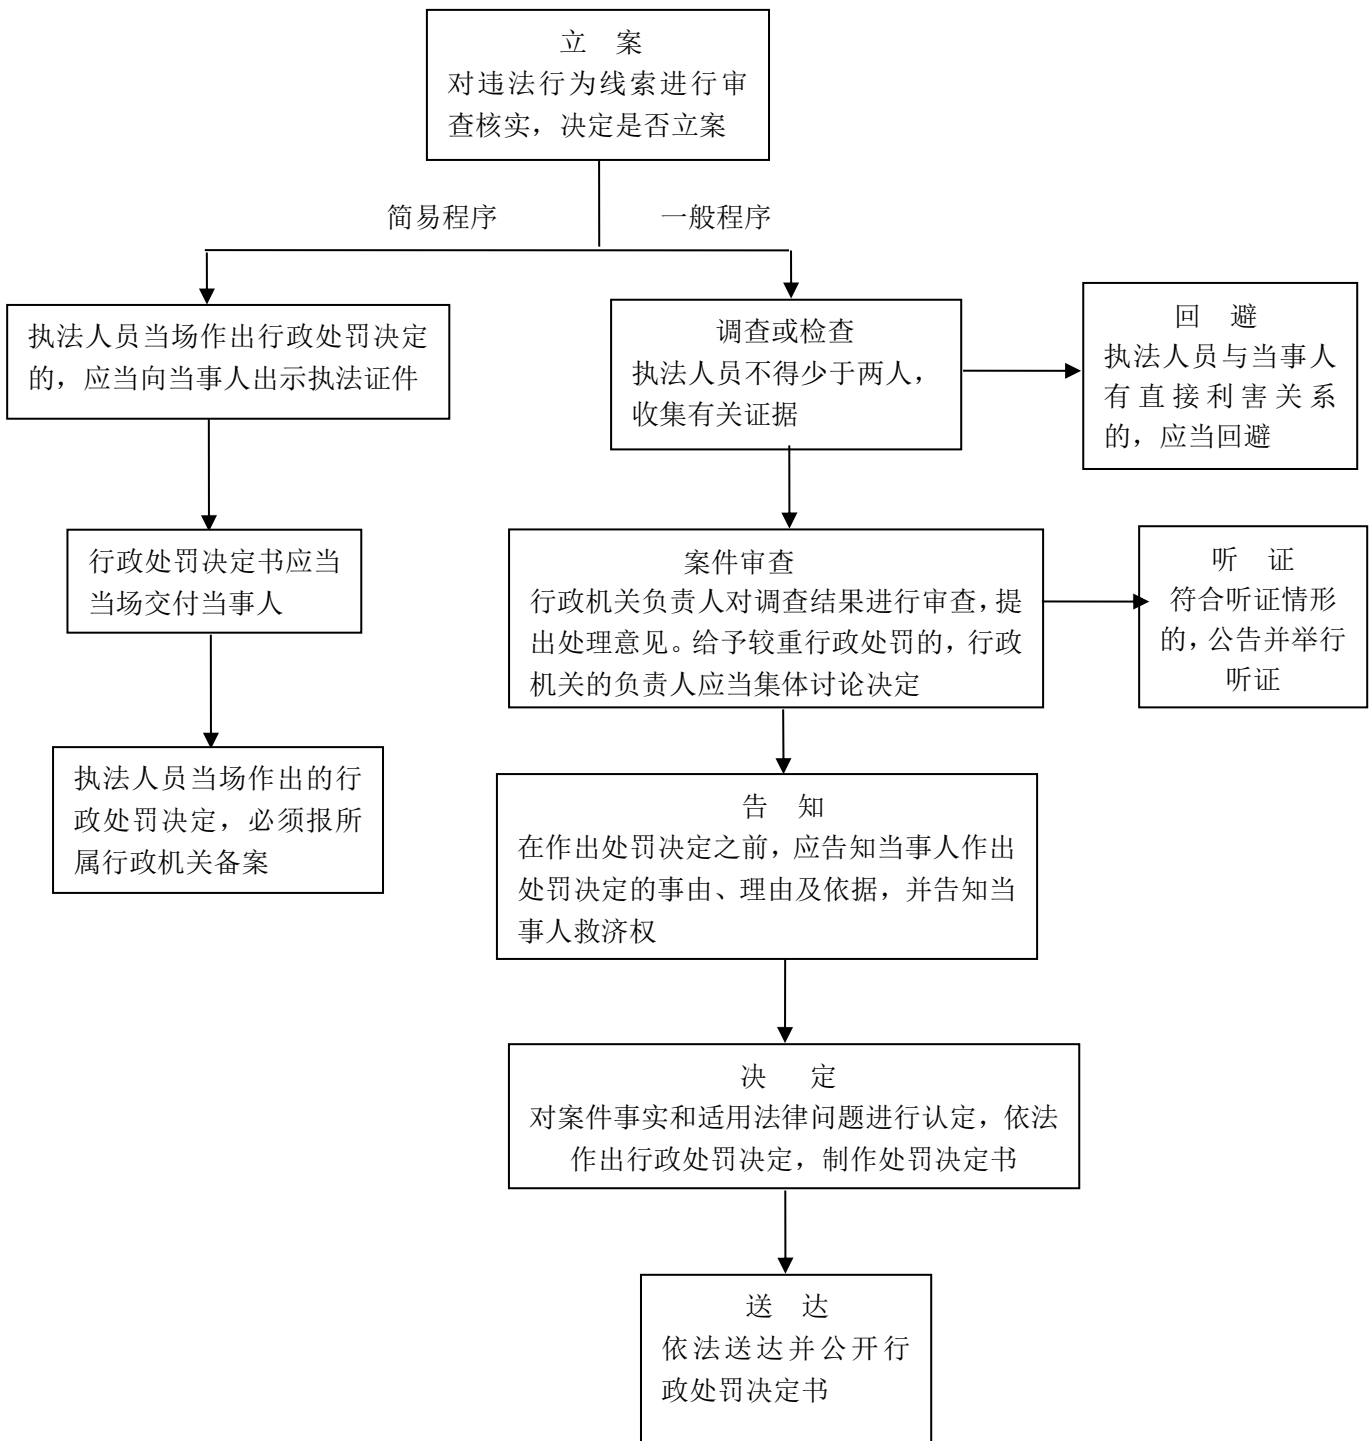 立 案
对违法行为线索进行审
查核实，决定是否立案
简易程序
一般程序
执法人员当场作出行政处罚决定
的，应当向当事人出示执法证件
调查或检查
执法人员不得少于两人，
收集有关证据
回 避
执法人员与当事人
有直接利害关系
的，应当回避
行政处罚决定书应当
当场交付当事人
案件审查
行政机关负责人对调查结果进行审查，提
出处理意见。给予较重行政处罚的，行政
机关的负责人应当集体讨论决定
听 证
符合听证情形
的，公告并举行
听证
执法人员当场作出的行
政处罚决定，必须报所
属行政机关备案
告 知
在作出处罚决定之前，应告知当事人作出
处罚决定的事由、理由及依据，并告知当
事人救济权
决 定
对案件事实和适用法律问题进行认定，依法
作出行政处罚决定，制作处罚决定书
送 达
依法送达并公开行
政处罚决定书